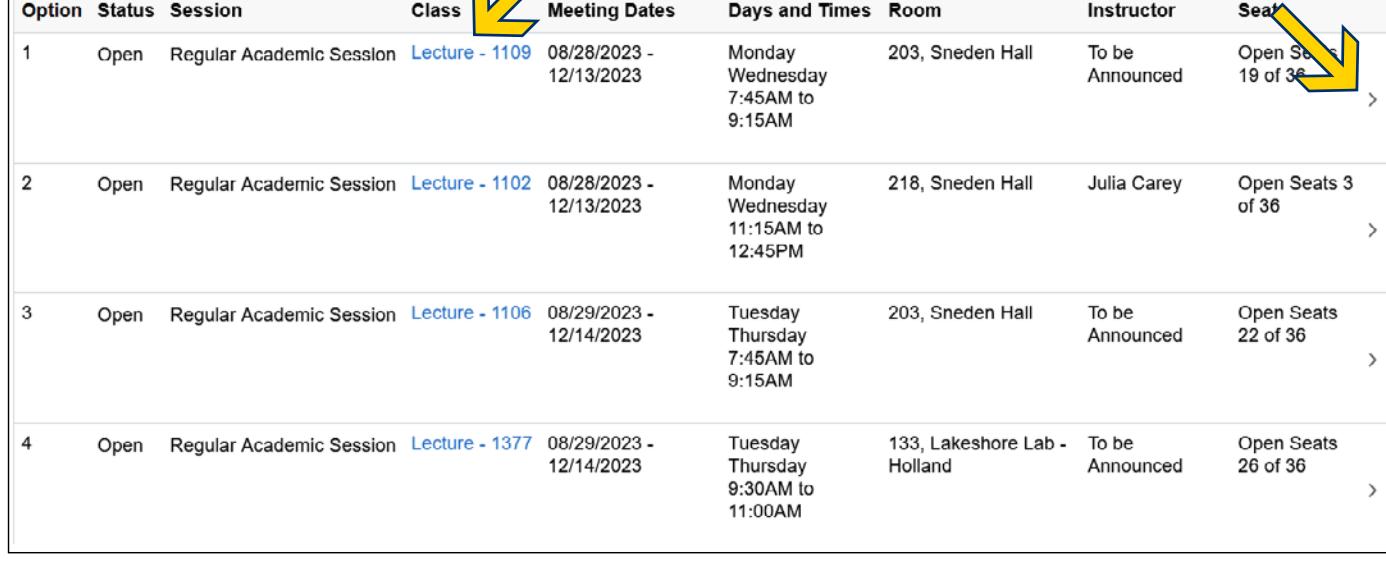 Option Status Session Class Meeting Dates Days and Times Room Instructor Seats
1 Open Regular Academic Session Lecture - 1109 08/28/2023 - Monday 203, Sneden Hall To be Open Seats
12/13/2023 Wednesday Announced 19 of 36
7:45AM to
9:15AM
2 Open Regular Academic Session Lecture - 1102 08/28/2023 - Monday 218, Sneden Hall Julia Carey Open Seats 3
12/13/2023 Wednesday of 36
11:15AM to
12:45PM
3 Open Regular Academic Session Lecture - 1106 08/29/2023 - Tuesday 203, Sneden Hall To be Open Seats
12/14/2023 Thursday Announced 22 of 36
7:45AM to
9:15AM
4 Open Regular Academic Session Lecture - 1377 08/29/2023 - Tuesday 133, Lakeshore Lab - To be Open Seats
12/14/2023 Thursday Holland Announced 26 of 36
9:30AM to
11:00AM